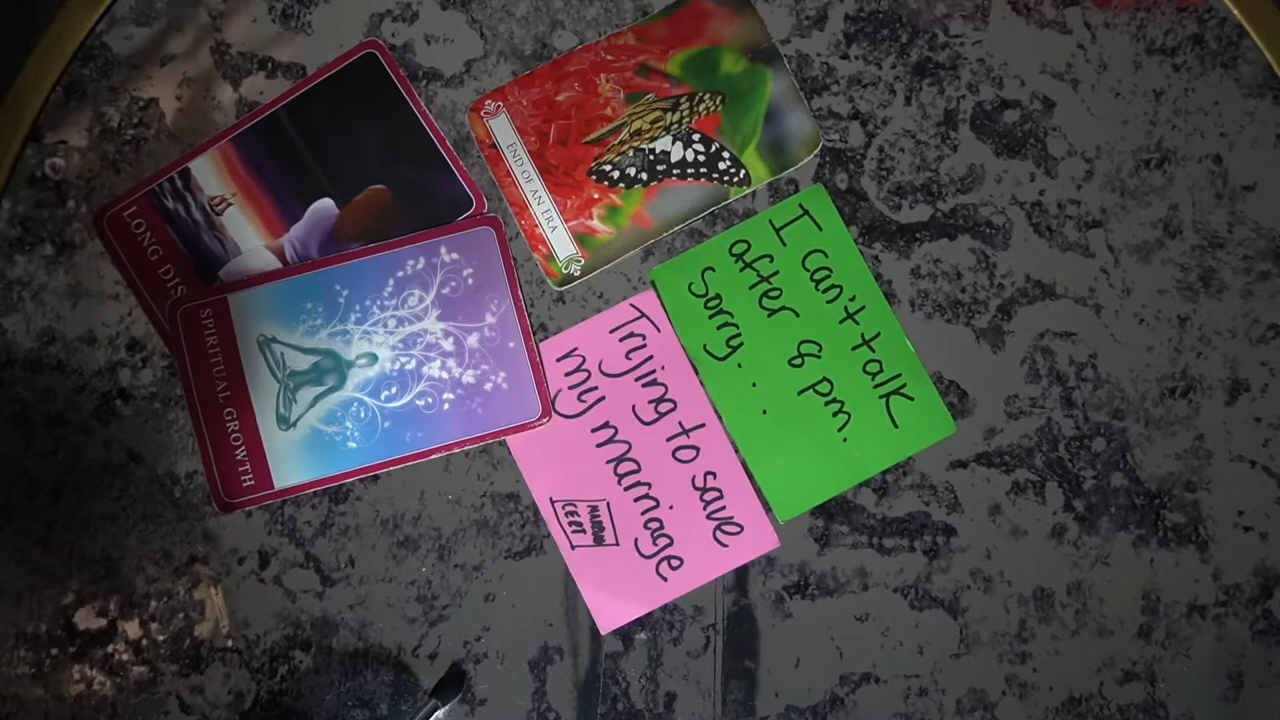 END OF AN ERA
LONG DIS
SPIRITUAL GROWTH
I can't talk
after 8 pm.
Sorry...
Trying to save
my marriage
CERT